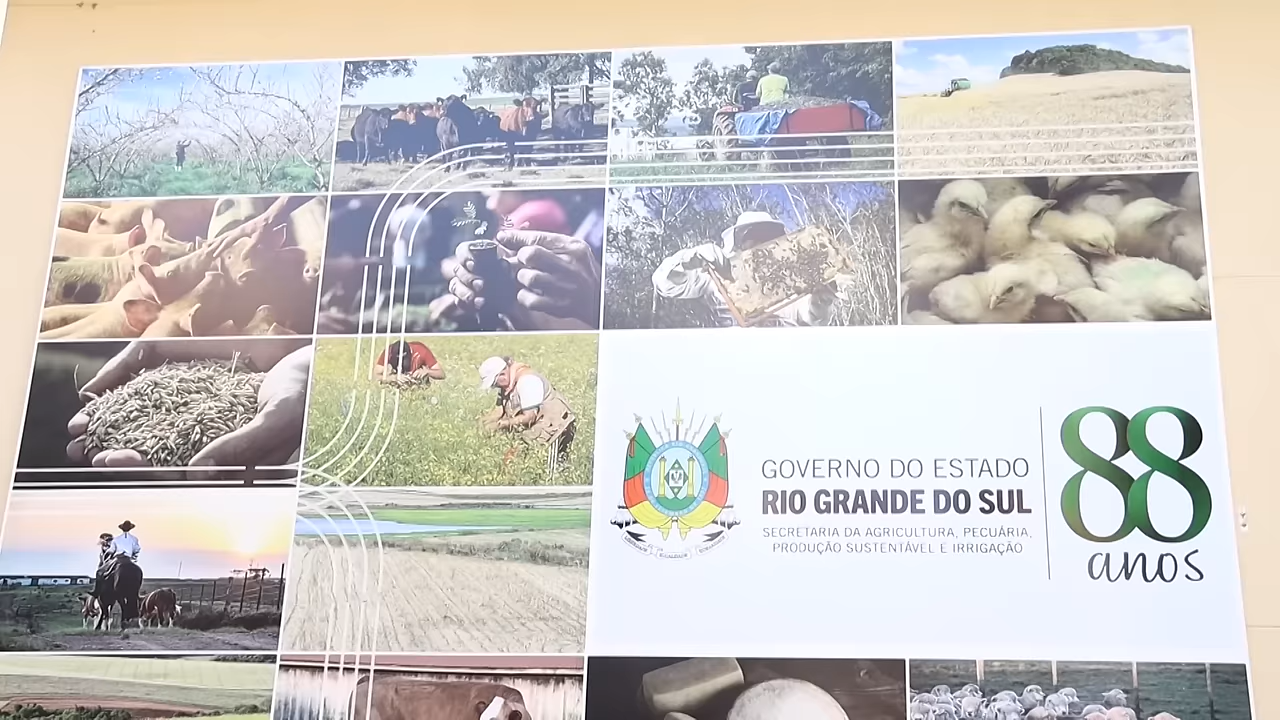 GOVERNO DO ESTADO
RIO GRANDE DO SUL
SECRETARIA DA AGRICULTURA, PECUÁRIA,
PRODUÇÃO SUSTENTÁVEL E IRRIGAÇÃO
88
anos